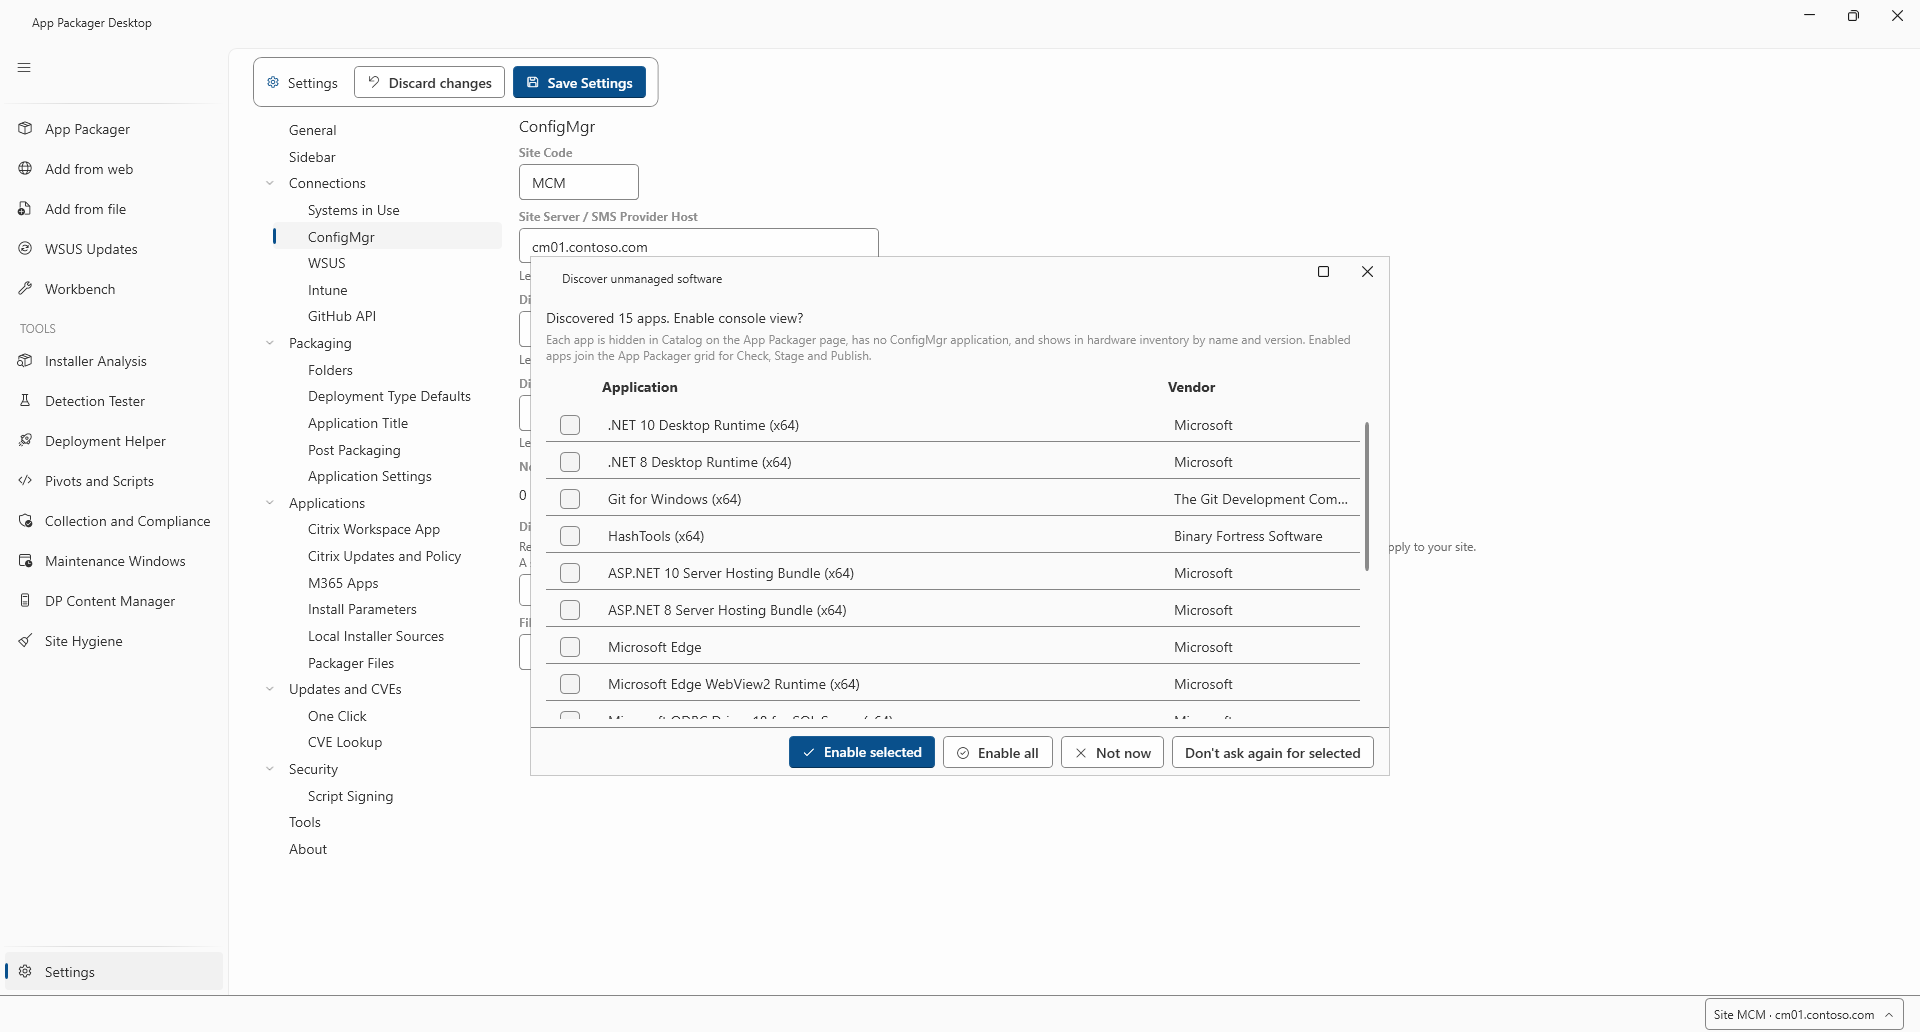 App Packager Desktop
Settings
Discard changes
Save Settings
App Packager
Add from web
Add from file
WSUS Updates
Workbench
TOOLS
Installer Analysis
Detection Tester
Deployment Helper
Pivots and Scripts
Collection and Compliance
Maintenance Windows
DP Content Manager
Site Hygiene
Settings
General
Sidebar
Connections
Systems in Use
ConfigMgr
WSUS
Intune
GitHub API
Packaging
Folders
Deployment Type Defaults
Application Title
Post Packaging
Application Settings
Applications
Citrix Workspace App
Citrix Updates and Policy
M365 Apps
Install Parameters
Local Installer Sources
Packager Files
Updates and CVEs
One Click
CVE Lookup
Security
Script Signing
Tools
About
ConfigMgr
Site Code
MCM
Site Server / SMS Provider Host
cm01.contoso.com
0
A
to your site.
Discover unmanaged software
Discovered 15 apps. Enable console view?
Each app is hidden in Catalog on the App Packager page, has no ConfigMgr application, and shows in hardware inventory by name and version. Enabled
apps join the App Packager grid for Check, Stage and Publish.
Application Vendor
.NET 10 Desktop Runtime (x64) Microsoft
.NET 8 Desktop Runtime (x64) Microsoft
Git for Windows (x64) The Git Development Com...
HashTools (x64) Binary Fortress Software
ASP.NET 10 Server Hosting Bundle (x64) Microsoft
ASP.NET 8 Server Hosting Bundle (x64) Microsoft
Microsoft Edge Microsoft
Microsoft Edge WebView2 Runtime (x64) Microsoft
Enable selected
Enable all
Not now
Don't ask again for selected
Site MCM · cm01.contoso.com